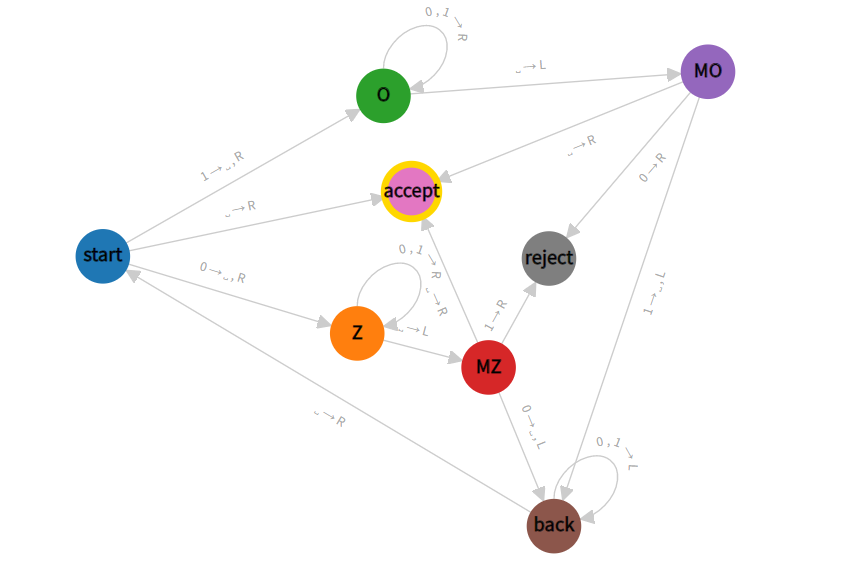 0,1→R
O
␣→L
MO
1→␣,R
␣→R
0→R
accept
␣→R
start
0→␣,R
0,1→R
reject
␣→R
1→R
1→␣,L
Z
␣→L
MZ
␣→R
0→␣,L
0,1→L
back